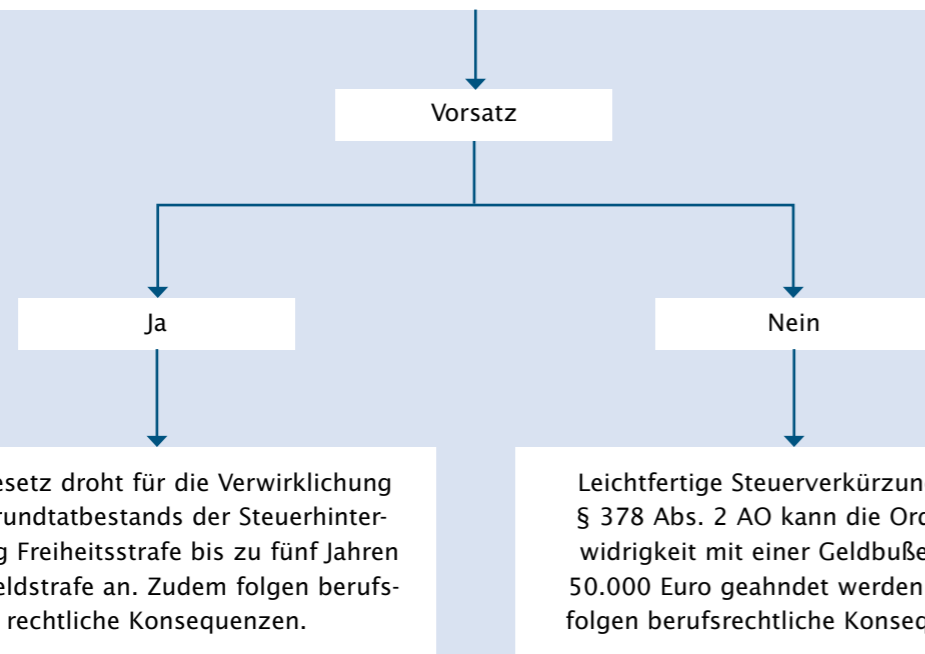 Vorsatz
Ja
Nein
esetz droht für die Verwirklichung
rundtatbestands der Steuerhinter-
g Freiheitsstrafe bis zu fünf Jahren
eldstrafe an. Zudem folgen berufs-
rechtliche Konsequenzen.
Leichtfertige Steuerverkürzun
§ 378 Abs. 2 AO kann die Ord
widrigkeit mit einer Geldbuße
50.000 Euro geahndet werden
folgen berufsrechtliche Konseq